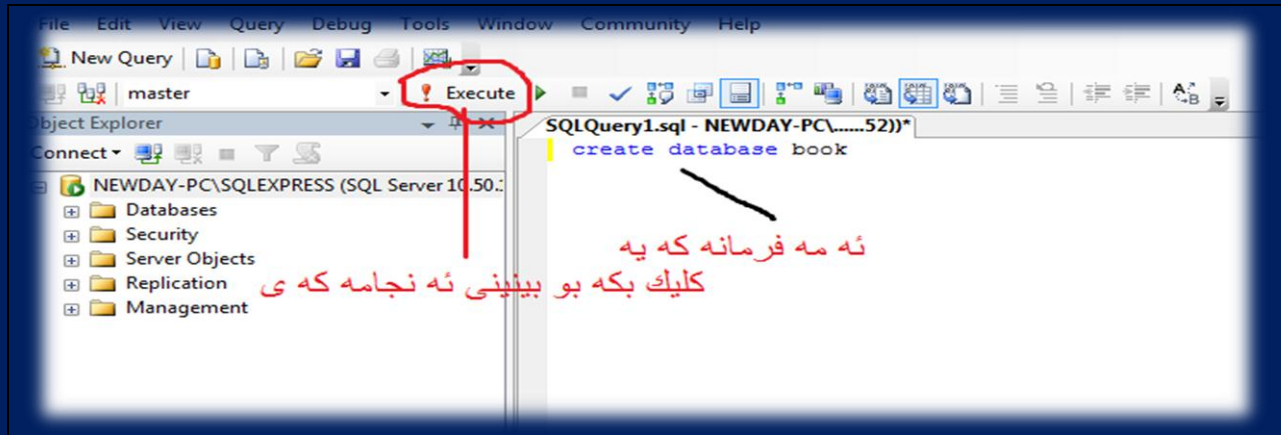 File Edit View Query Debug Tools Window Community Help
New Query
master Execute
Object Explorer
SQLQuery1.sql - NEWDAY-PC\......52))*
Connect
create database book
NEWDAY-PC\SQLEXPRESS (SQL Server 10.50.1
Databases
Security
Server Objects
Replication
Management
ئه مه فرمانه كه يه
كليك بكه بو بينينى ئه نجامه كه ى